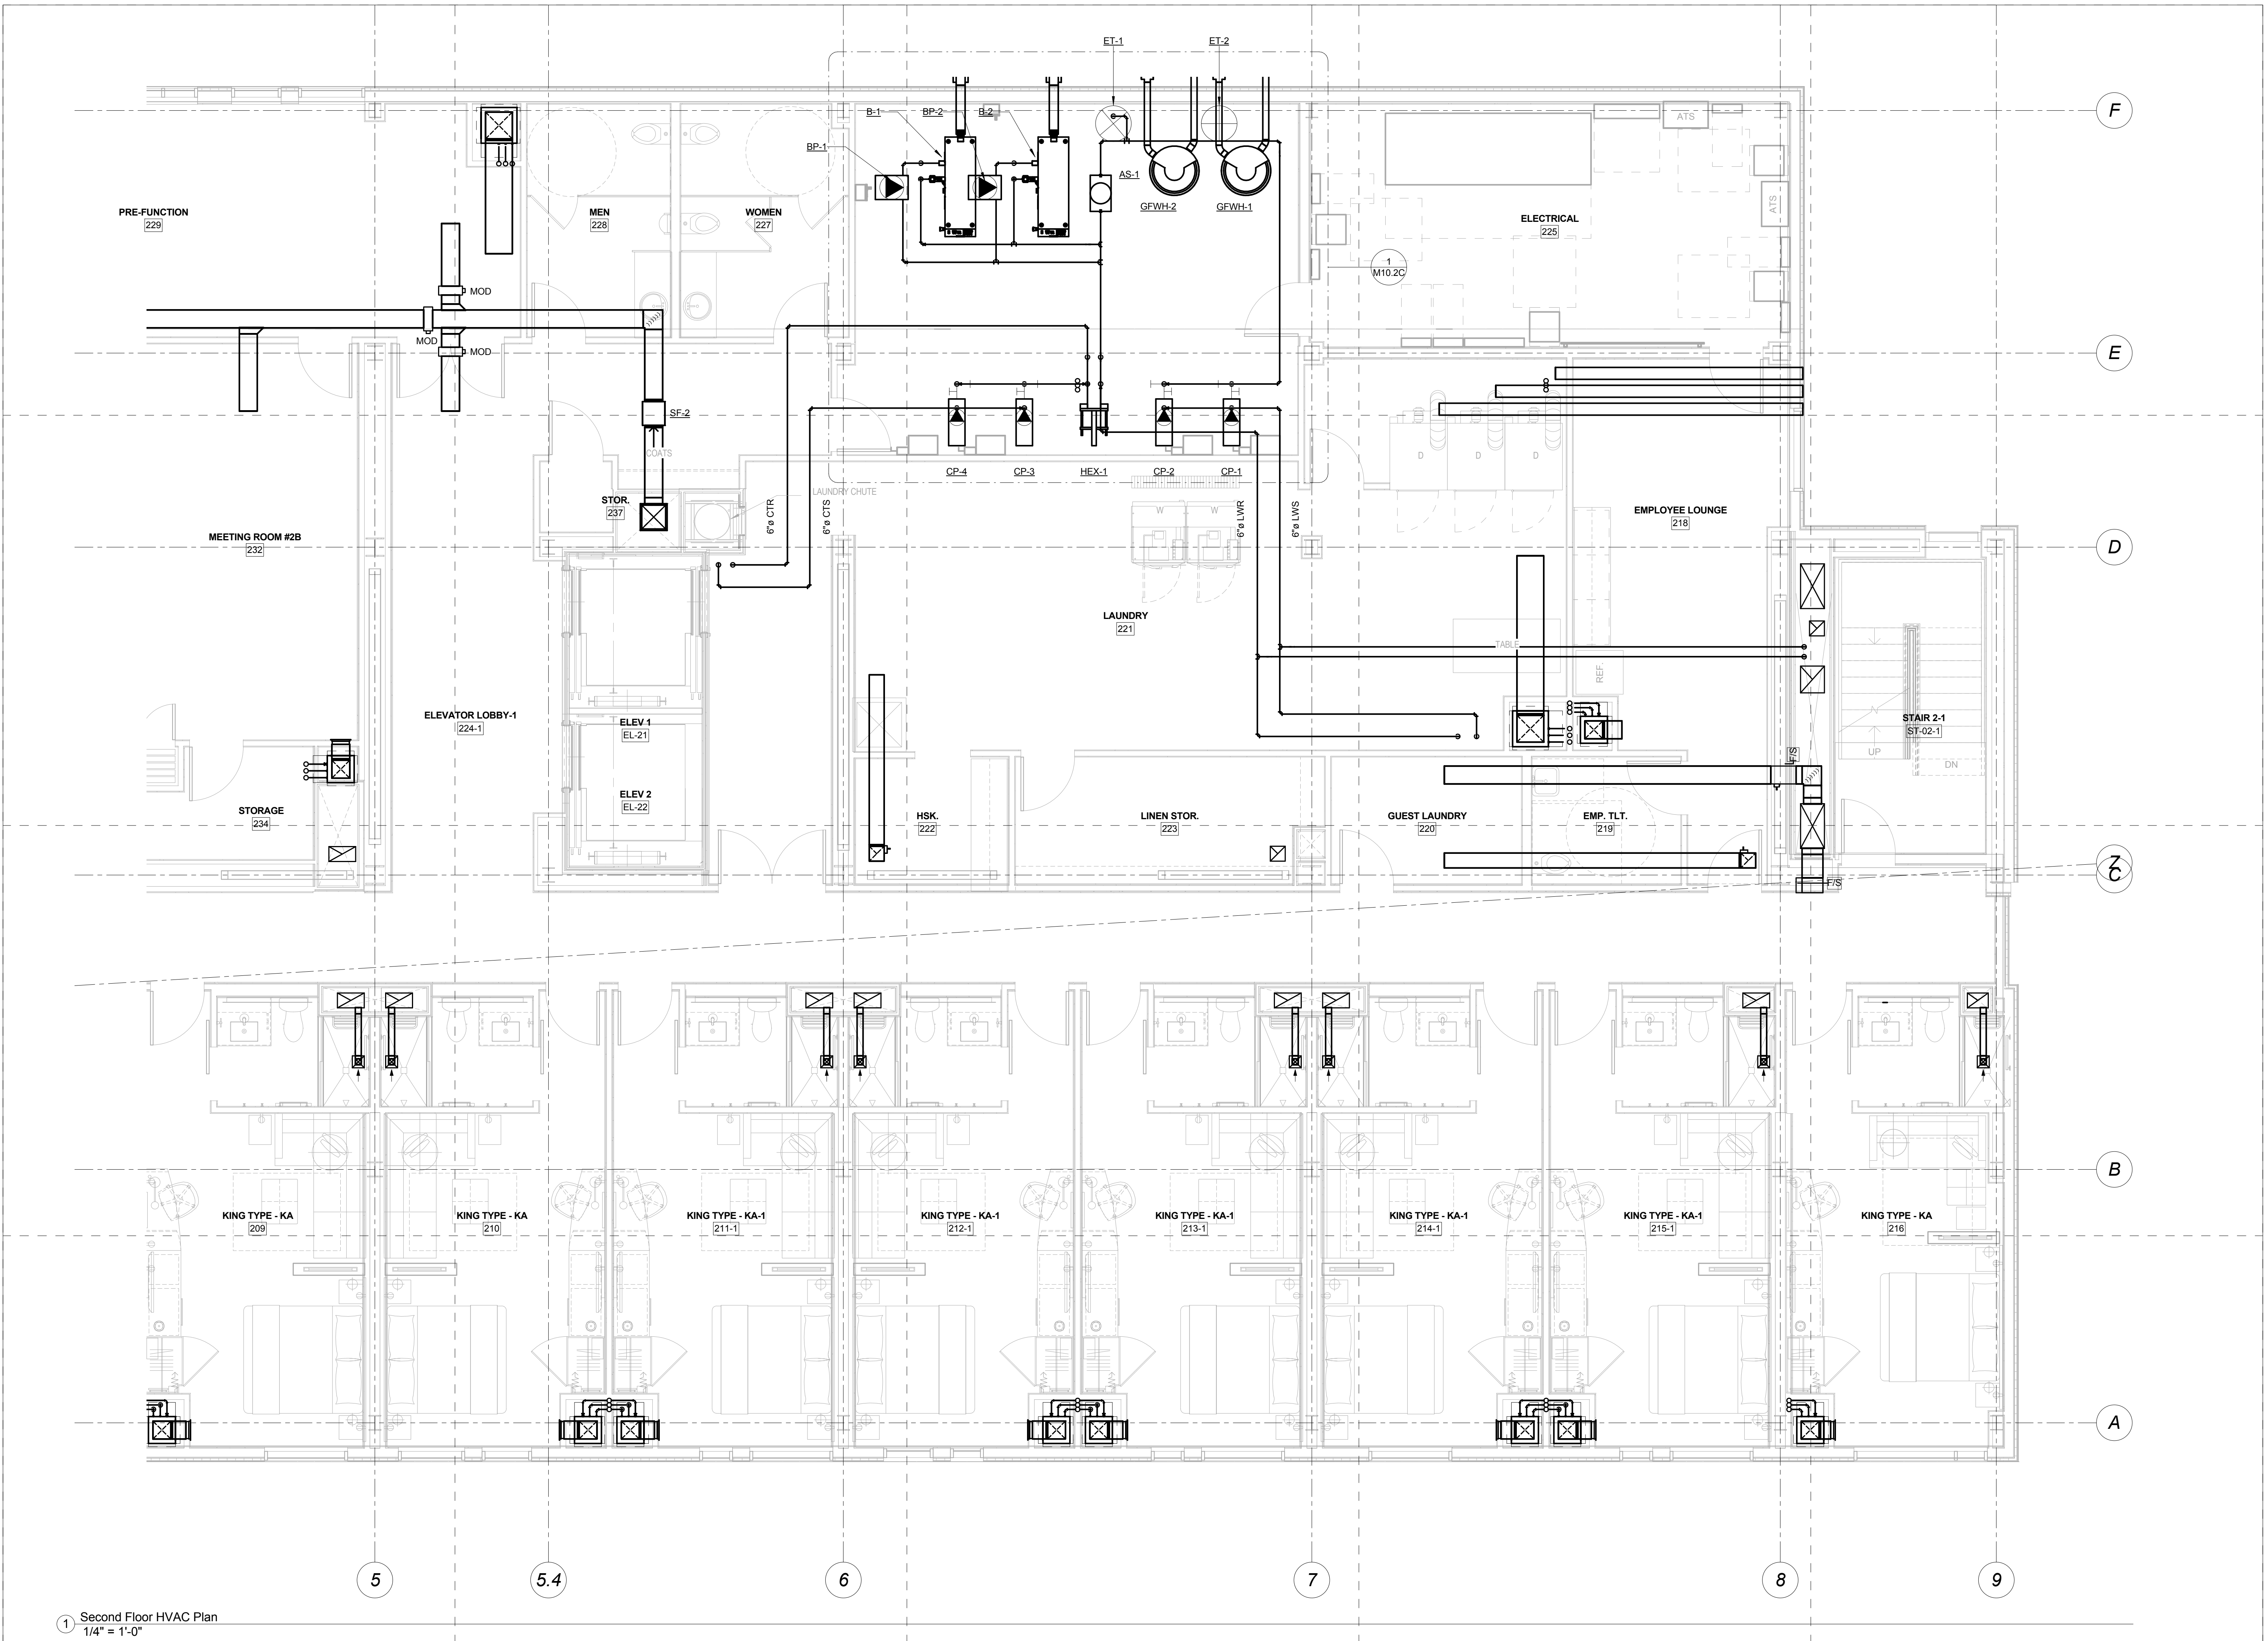 ET-1
ET-2
F
B-1
BP-2
B-2
ATS
BP-1
AS-1
GFWH-2
GFWH-1
ATS
PRE-FUNCTION
229
MEN
228
WOMEN
227
ELECTRICAL
225
1
M10.2C
MOD
MOD
MOD
E
SF-2
COATS
CP-4
CP-3
HEX-1
CP-2
CP-1
D
D
D
STOR.
237
LAUNDRY CHUTE
6"ø CTR
6"ø CTS
W
W
6"ø LWR
6"ø LWS
EMPLOYEE LOUNGE
218
MEETING ROOM #2B
232
D
LAUNDRY
221
TABLE
REF.
ELEVATOR LOBBY-1
224-1
ELEV 1
EL-21
STAIR 2-1
ST-02-1
UP
DN
F/S
ELEV 2
EL-22
STORAGE
234
HSK.
222
LINEN STOR.
223
GUEST LAUNDRY
220
EMP. TLT.
219
Z
C
F/S
B
KING TYPE - KA
209
KING TYPE - KA
210
KING TYPE - KA-1
211-1
KING TYPE - KA-1
212-1
KING TYPE - KA-1
213-1
KING TYPE - KA-1
214-1
KING TYPE - KA-1
215-1
KING TYPE - KA
216
A
5
5.4
6
7
8
9
1
Second Floor HVAC Plan
1/4" = 1'-0"